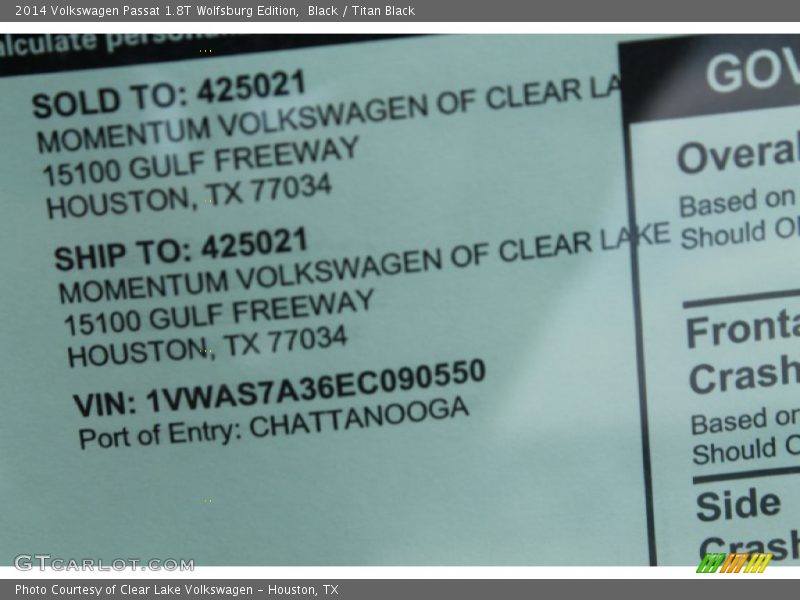 2014 Volkswagen Passat 1.8T Wolfsburg Edition, Black / Titan Black
SOLD TO: 425021
MOMENTUM VOLKSWAGEN OF CLEAR LA
15100 GULF FREEWAY
HOUSTON, TX 77034
SHIP TO: 425021
MOMENTUM VOLKSWAGEN OF CLEAR LAKE
15100 GULF FREEWAY
HOUSTON, TX 77034
VIN: 1VWAS7A36EC090550
Port of Entry: CHATTANOOGA
GOV
Overal
Based on
Should
Fronta
Crash
Based on
Should
Side
Crash
GTCARLOT.COM
Photo Courtesy of Clear Lake Volkswagen – Houston, TX